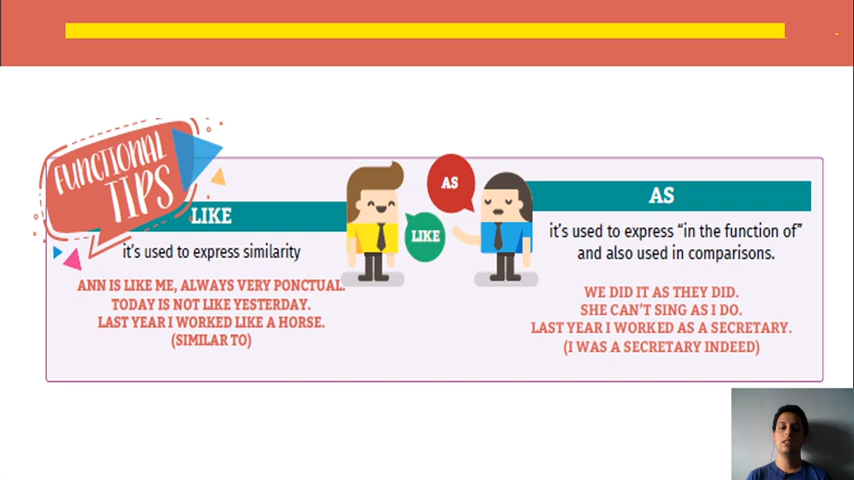 FUNCTIONAL
TIPS
LIKE
it's used to express similarity
ANN IS LIKE ME, ALWAYS VERY PONCTUAL.
TODAY IS NOT LIKE YESTERDAY.
LAST YEAR I WORKED LIKE A HORSE.
(SIMILAR TO)
AS
LIKE
AS
it's used to express “in the function of”
and also used in comparisons.
WE DID IT AS THEY DID.
SHE CAN'T SING AS I DO.
LAST YEAR I WORKED AS A SECRETARY.
(I WAS A SECRETARY INDEED)